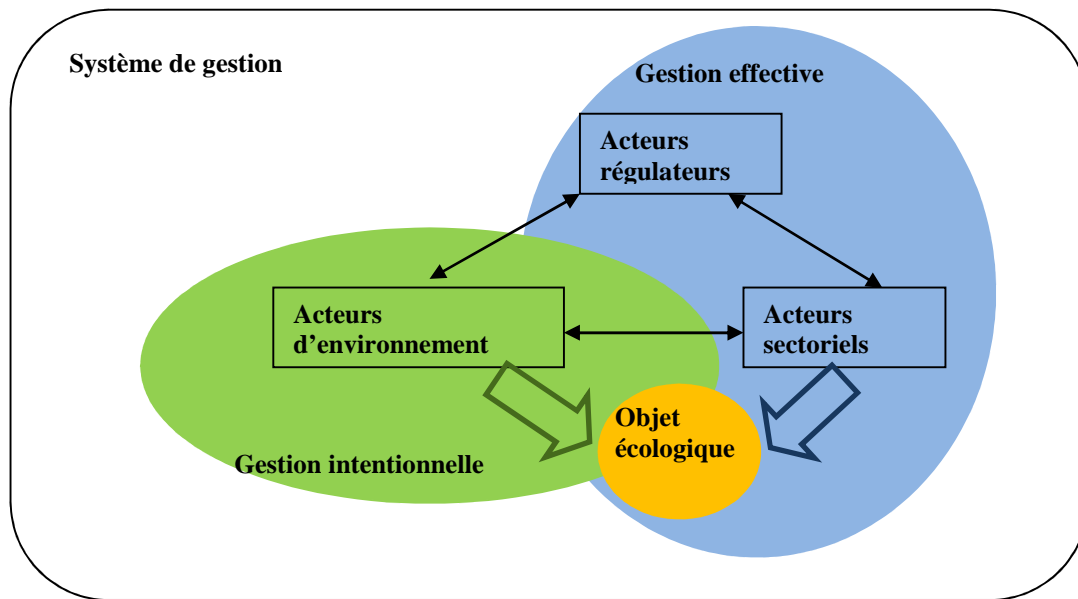 Système de gestion
Gestion effective
Acteurs
régulateurs
Acteurs
d’environnement
Acteurs
sectoriels
Objet
écologique
Gestion intentionnelle